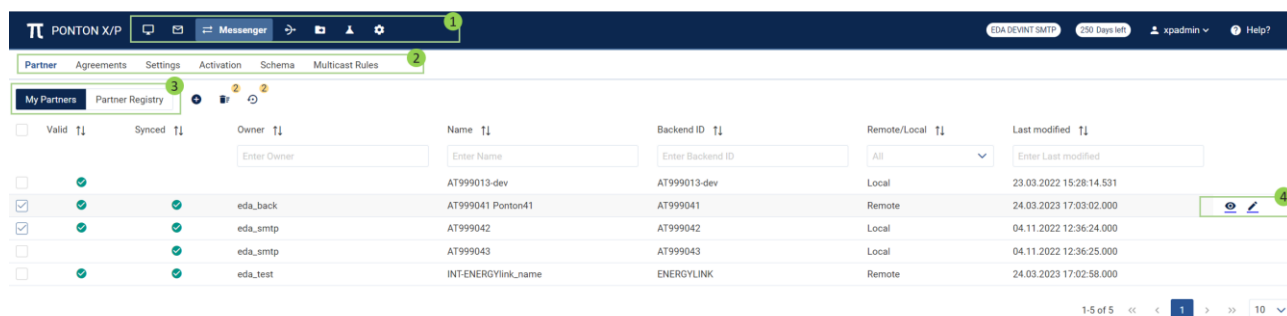 1
PONTON X/P Messenger EDA DEVINT SMTP 250 Days left xpadmin Help?
2
Partner Agreements Settings Activation Schema Multicast Rules
3
2 2
My Partners Partner Registry
Valid Synced Owner Name Backend ID Remote/Local Last modified
Enter Owner Enter Name Enter Backend ID All Enter Last modified
AT999013-dev AT999013-dev Local 23.03.2022 15:28:14.531
4
eda_back AT999041 Ponton41 AT999041 Remote 24.03.2023 17:03:02.000
eda_smtp AT999042 AT999042 Local 04.11.2022 12:36:24.000
eda_smtp AT999043 AT999043 Local 04.11.2022 12:36:25.000
eda_test INT-ENERGYlink_name ENERGYLINK Remote 24.03.2023 17:02:58.000
1-5 of 5 << < 1 > >> 10